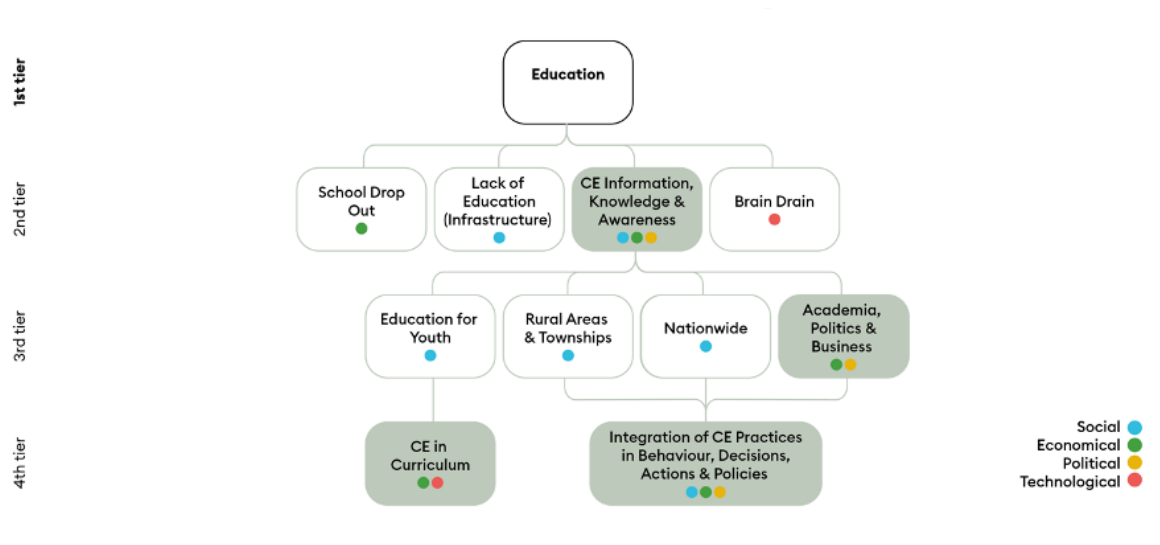 1st tier
Education
2nd tier
School Drop
Out
Lack of
Education
(Infrastructure)
CE Information,
Knowledge &
Awareness
Brain Drain
3rd tier
Education for
Youth
Rural Areas
& Townships
Nationwide
Academia,
Politics &
Business
4th tier
CE in
Curriculum
Integration of CE Practices
in Behaviour, Decisions,
Actions & Policies
Social
Economical
Political
Technological